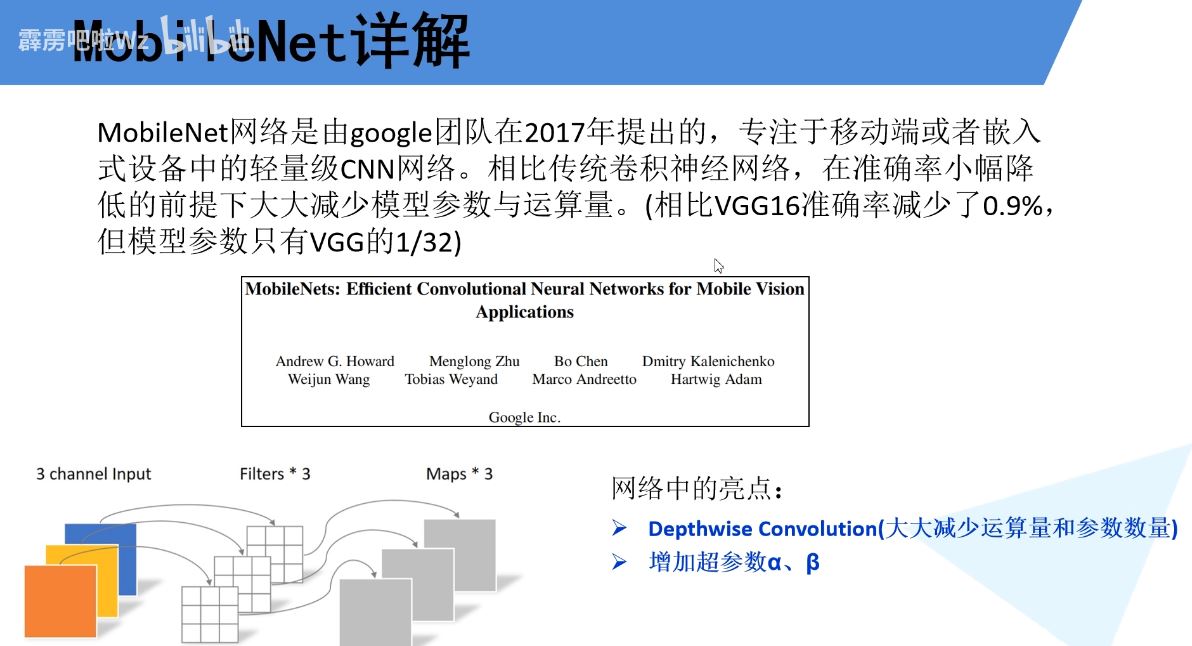 MobileNet详解
霹雳吧啦Wz bilibili
MobileNet网络是由google团队在2017年提出的，专注于移动端或者嵌入
式设备中的轻量级CNN网络。相比传统卷积神经网络，在准确率小幅降
低的前提下大大减少模型参数与运算量。(相比VGG16准确率减少了0.9%，
但模型参数只有VGG的1/32)
MobileNets: Efficient Convolutional Neural Networks for Mobile Vision
Applications
Andrew G. Howard Menglong Zhu Bo Chen Dmitry Kalenichenko
Weijun Wang Tobias Weyand Marco Andreetto Hartwig Adam
Google Inc.
3 channel Input Filters * 3 Maps * 3
网络中的亮点：
➢ Depthwise Convolution(大大减少运算量和参数数量)
➢ 增加超参数α、β